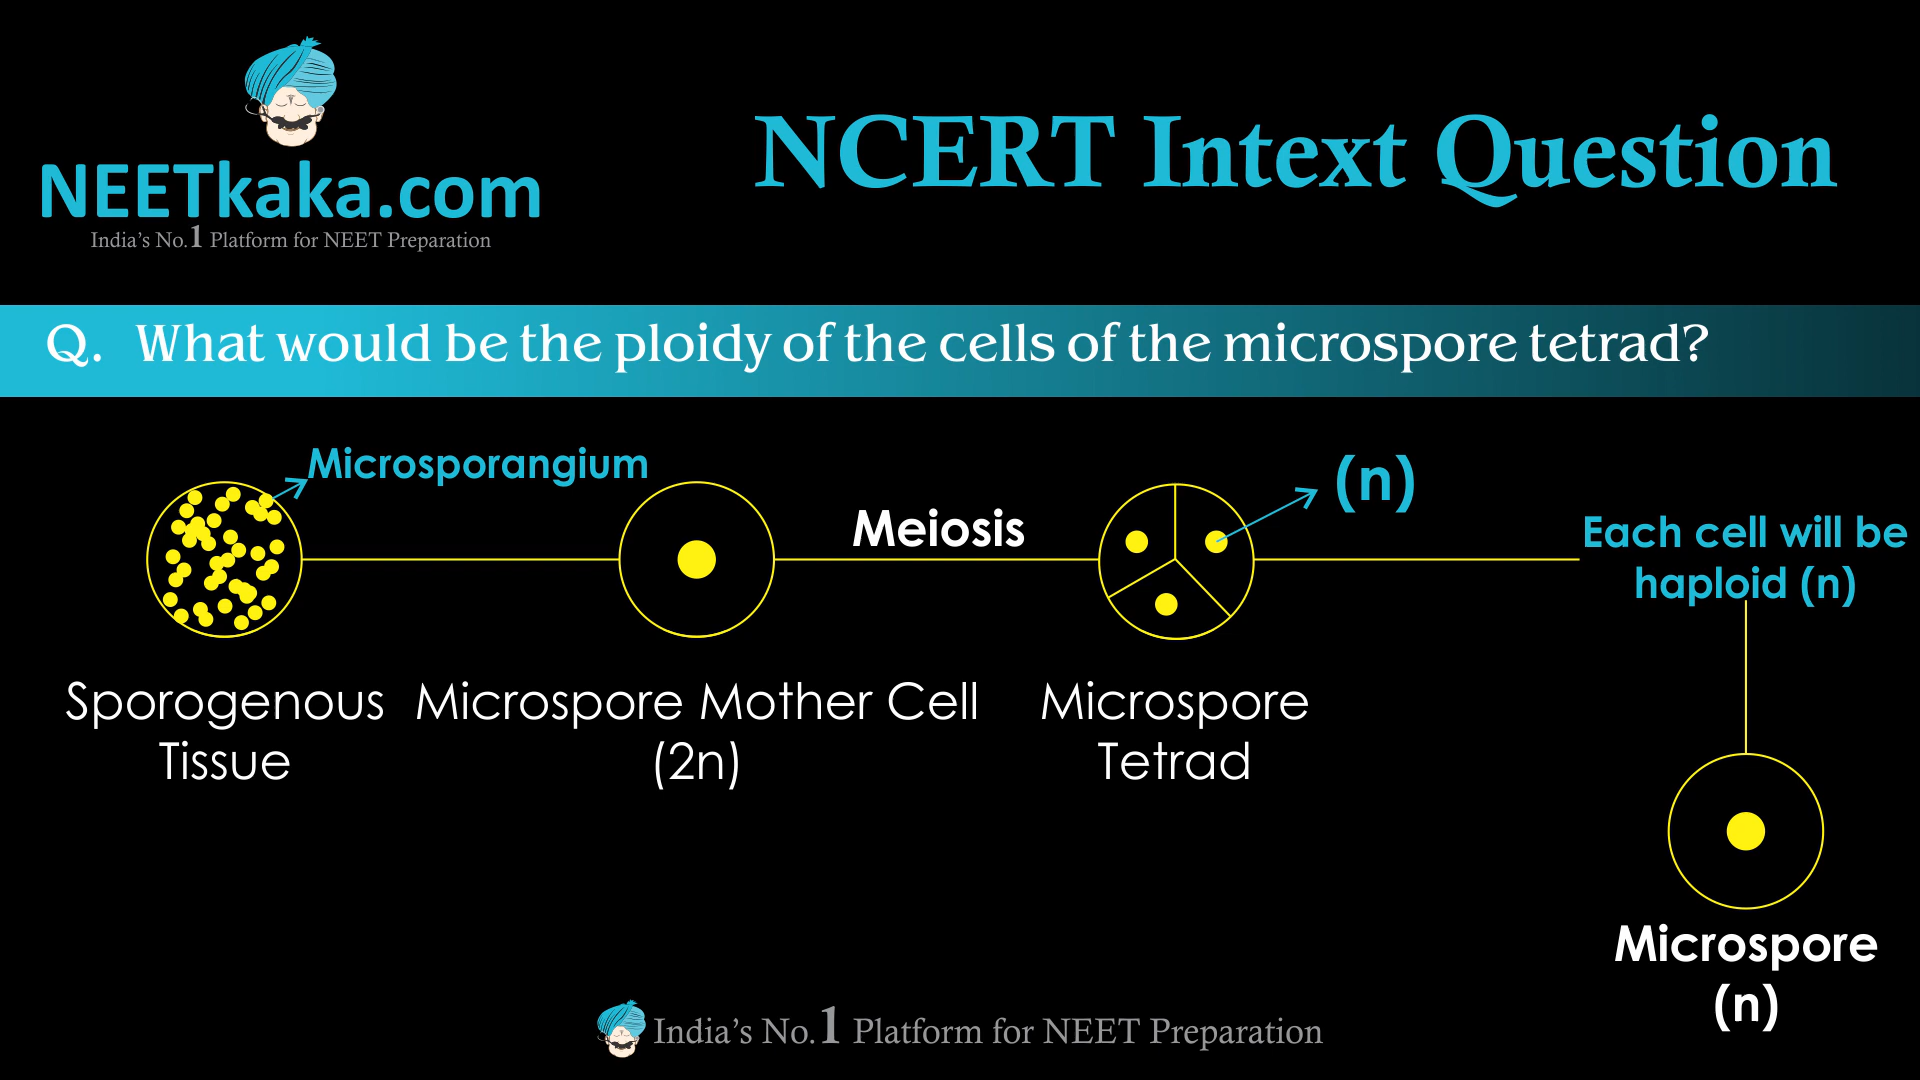 NEETkaka.com
India's No.1 Platform for NEET Preparation
NCERT Intext Question
Q. What would be the ploidy of the cells of the microspore tetrad?
Microsporangium
Meiosis
(n)
Each cell will be
haploid (n)
Sporogenous
Tissue
Microspore Mother Cell
(2n)
Microspore
Tetrad
Microspore
(n)
India's No.1 Platform for NEET Preparation